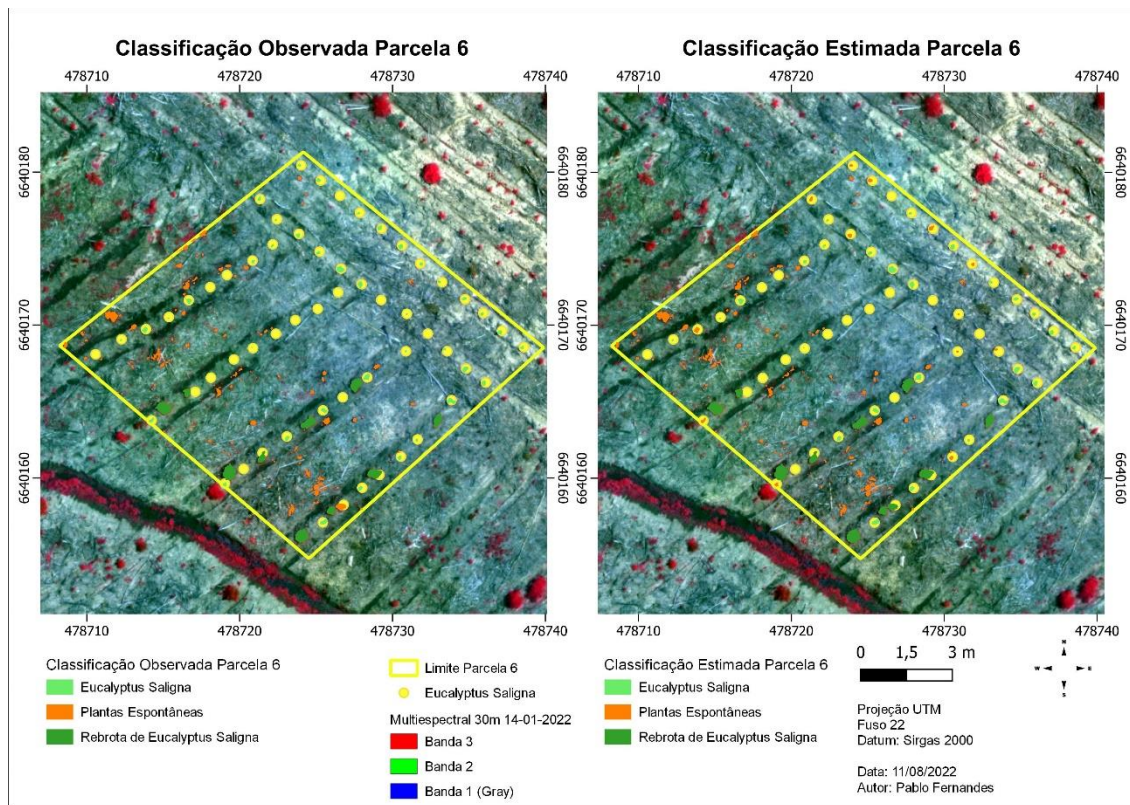 Classificação Observada Parcela 6
478710 478720 478730 478740
6640180 6640180
6640170 6640170
6640160 6640160
478710 478720 478730 478740
Classificação Estimada Parcela 6
478710 478720 478730 478740
6640180 6640180
6640170 6640170
6640160 6640160
478710 478720 478730 478740
Classificação Observada Parcela 6
Eucalyptus Saligna
Plantas Espontâneas
Rebrota de Eucalyptus Saligna
Limite Parcela 6
Eucalyptus Saligna
Multiespectral 30m 14-01-2022
Banda 3
Banda 2
Banda 1 (Gray)
Classificação Estimada Parcela 6
Eucalyptus Saligna
Plantas Espontâneas
Rebrota de Eucalyptus Saligna
0 1,5 3 m
N
W E
S
Projeção UTM
Fuso 22
Datum: Sirgas 2000
Data: 11/08/2022
Autor: Pablo Fernandes